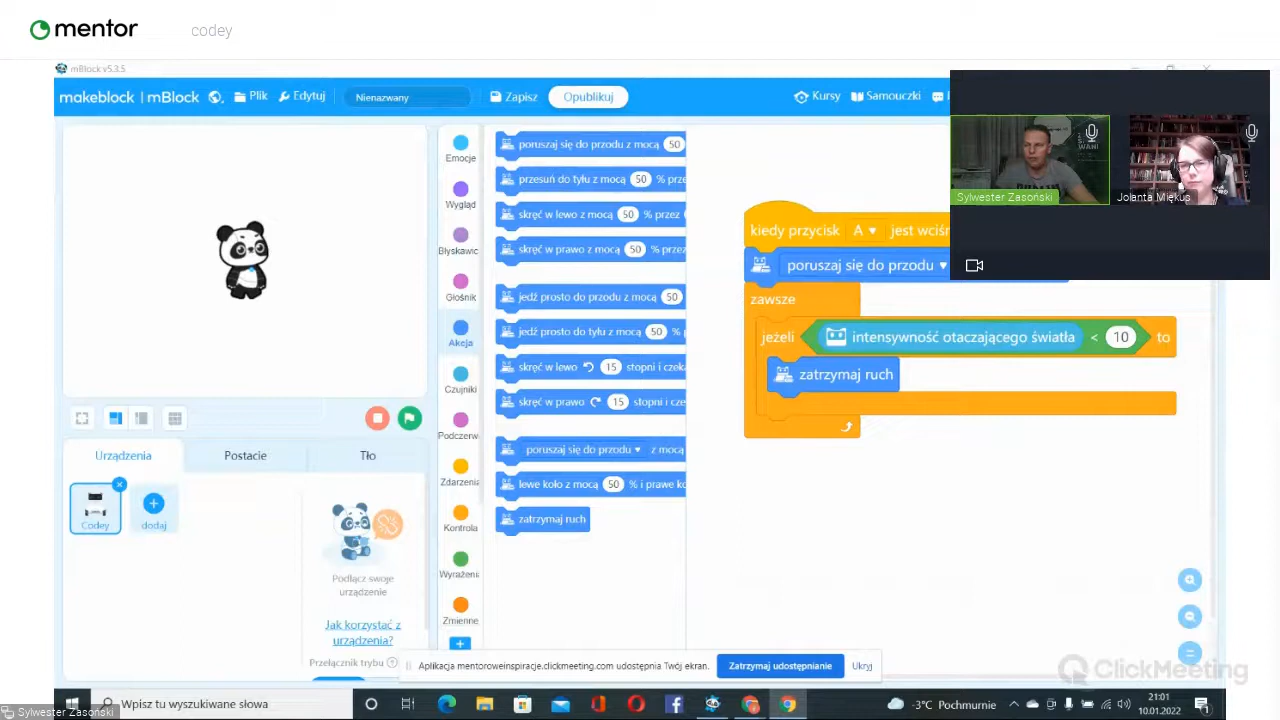 mentor
codey
mBlock v5.3.5
makeblock | mBlock
Plik
Edytuj
Nienazwany
Zapisz
Opublikuj
Kursy
Samouczki
Sylwester Zasoński
Jolanta Miękus
Emocje
Wygląd
Błyskawic
Głośnik
Akcja
Czujniki
Podczerw
Zdarzenia
Kontrola
Wyrażenia
Zmienne
poruszaj się do przodu z mocą 50
przesuń do tyłu z mocą 50 % prze
skręć w lewo z mocą 50 % przez
skręć w prawo z mocą 50 % przez
jedź prosto do przodu z mocą 50
jedź prosto do tyłu z mocą 50 % p
skręć w lewo 15 stopni i czeka
skręć w prawo 15 stopni i cze
poruszaj się do przodu z mocą
lewe koło z mocą 50 % i prawe ko
zatrzymaj ruch
kiedy przycisk A jest wciśn
poruszaj się do przodu
zawsze
jeżeli intensywność otaczającego światła < 10 to
zatrzymaj ruch
Urządzenia
Postacie
Tło
Codey
dodaj
Podłącz swoje
urządzenie
Jak korzystać z
urządzenia?
Przełącznik trybu
Aplikacja mentoroweinspiracje.clickmeeting.com udostępnia Twój ekran.
Zatrzymaj udostępnianie
Ukryj
ClickMeeting
Wpisz tu wyszukiwane słowa
-3°C Pochmurnie
21:01
10.01.2022
Sylwester Zasoński